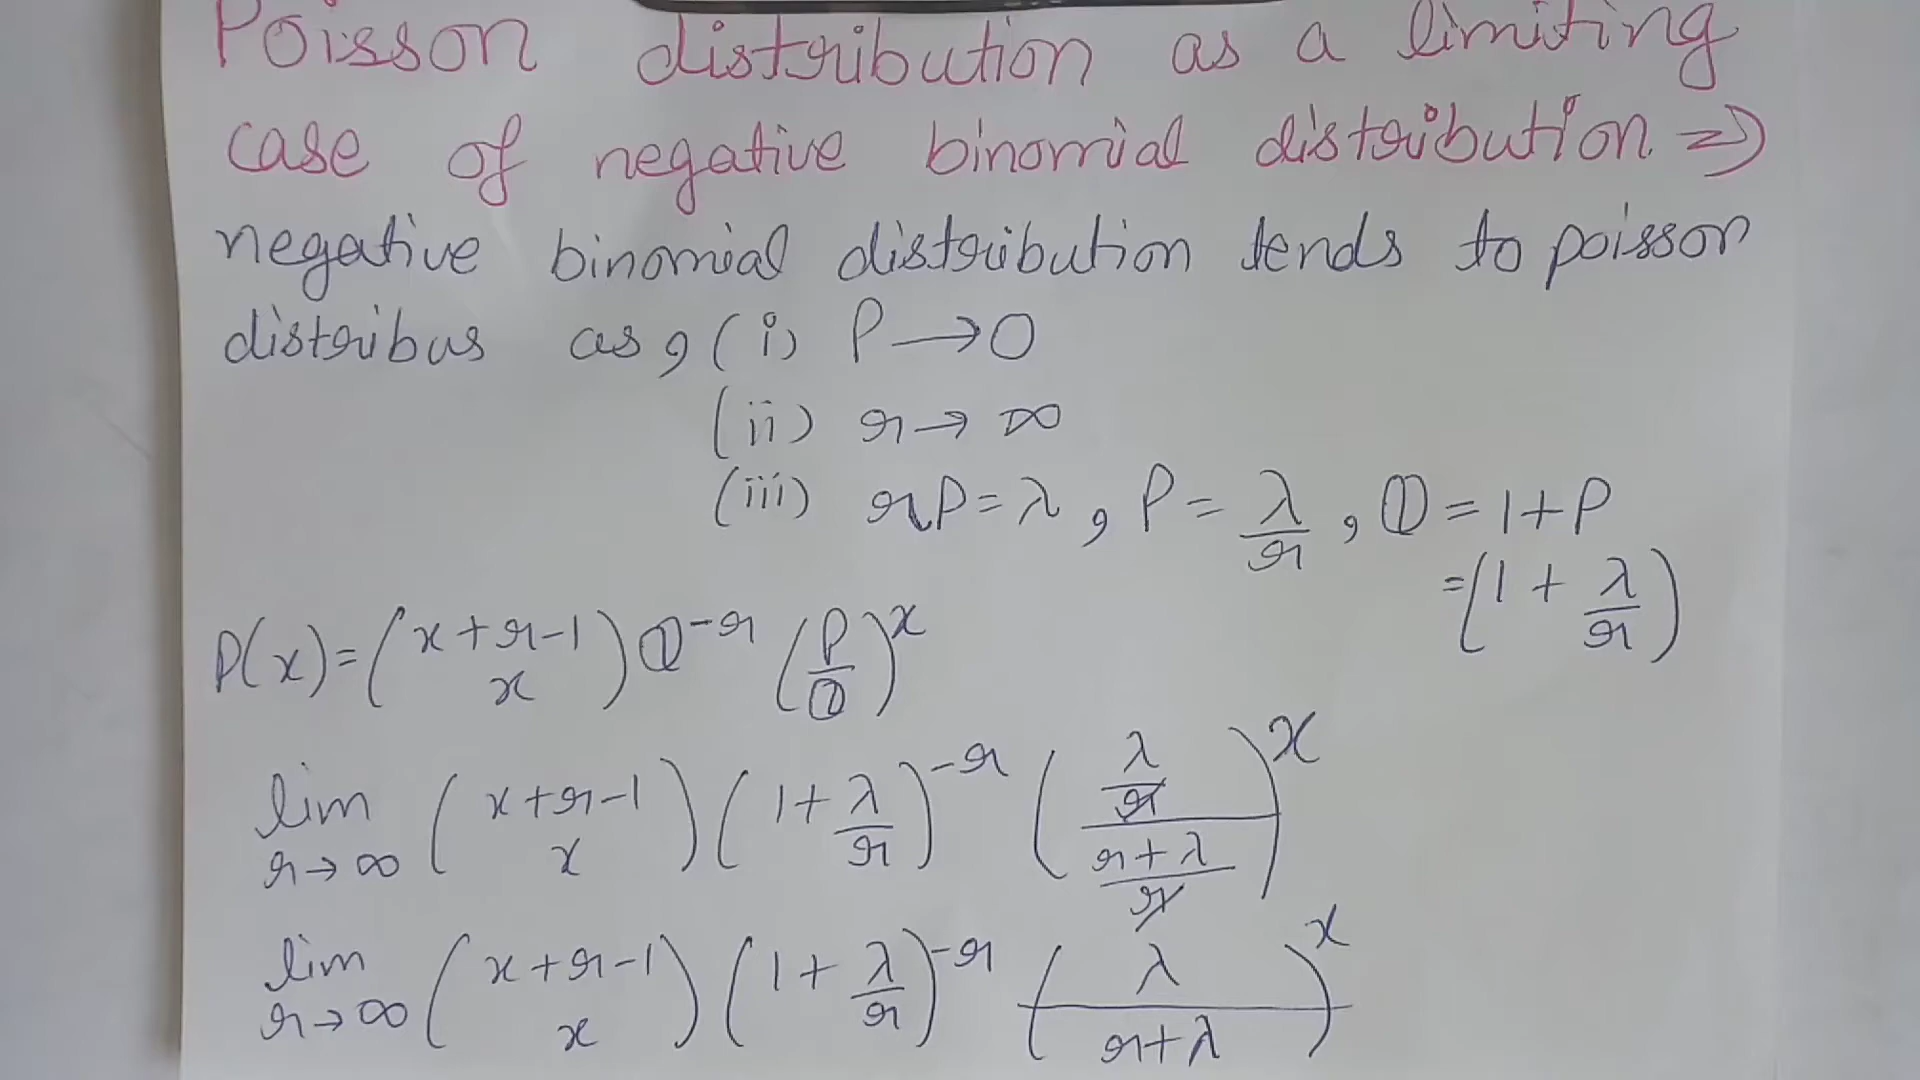 Poisson distribution as a limiting
case of negative binomial distribution ⇒
negative binomial distribution tends to poisson
distribus as, (i) P → 0
(ii) r → ∞
(iii) rP = λ, P = λ/r, Q = 1 + P
= (1 + λ/r)
P(x) = (x+r-1 x) Q^-r (P/Q)^x
lim r→∞ (x+r-1 x) (1 + λ/r)^-r ((λ/r)/((r+λ)/r))^x
lim r→∞ (x+r-1 x) (1 + λ/r)^-r (λ/(r+λ))^x